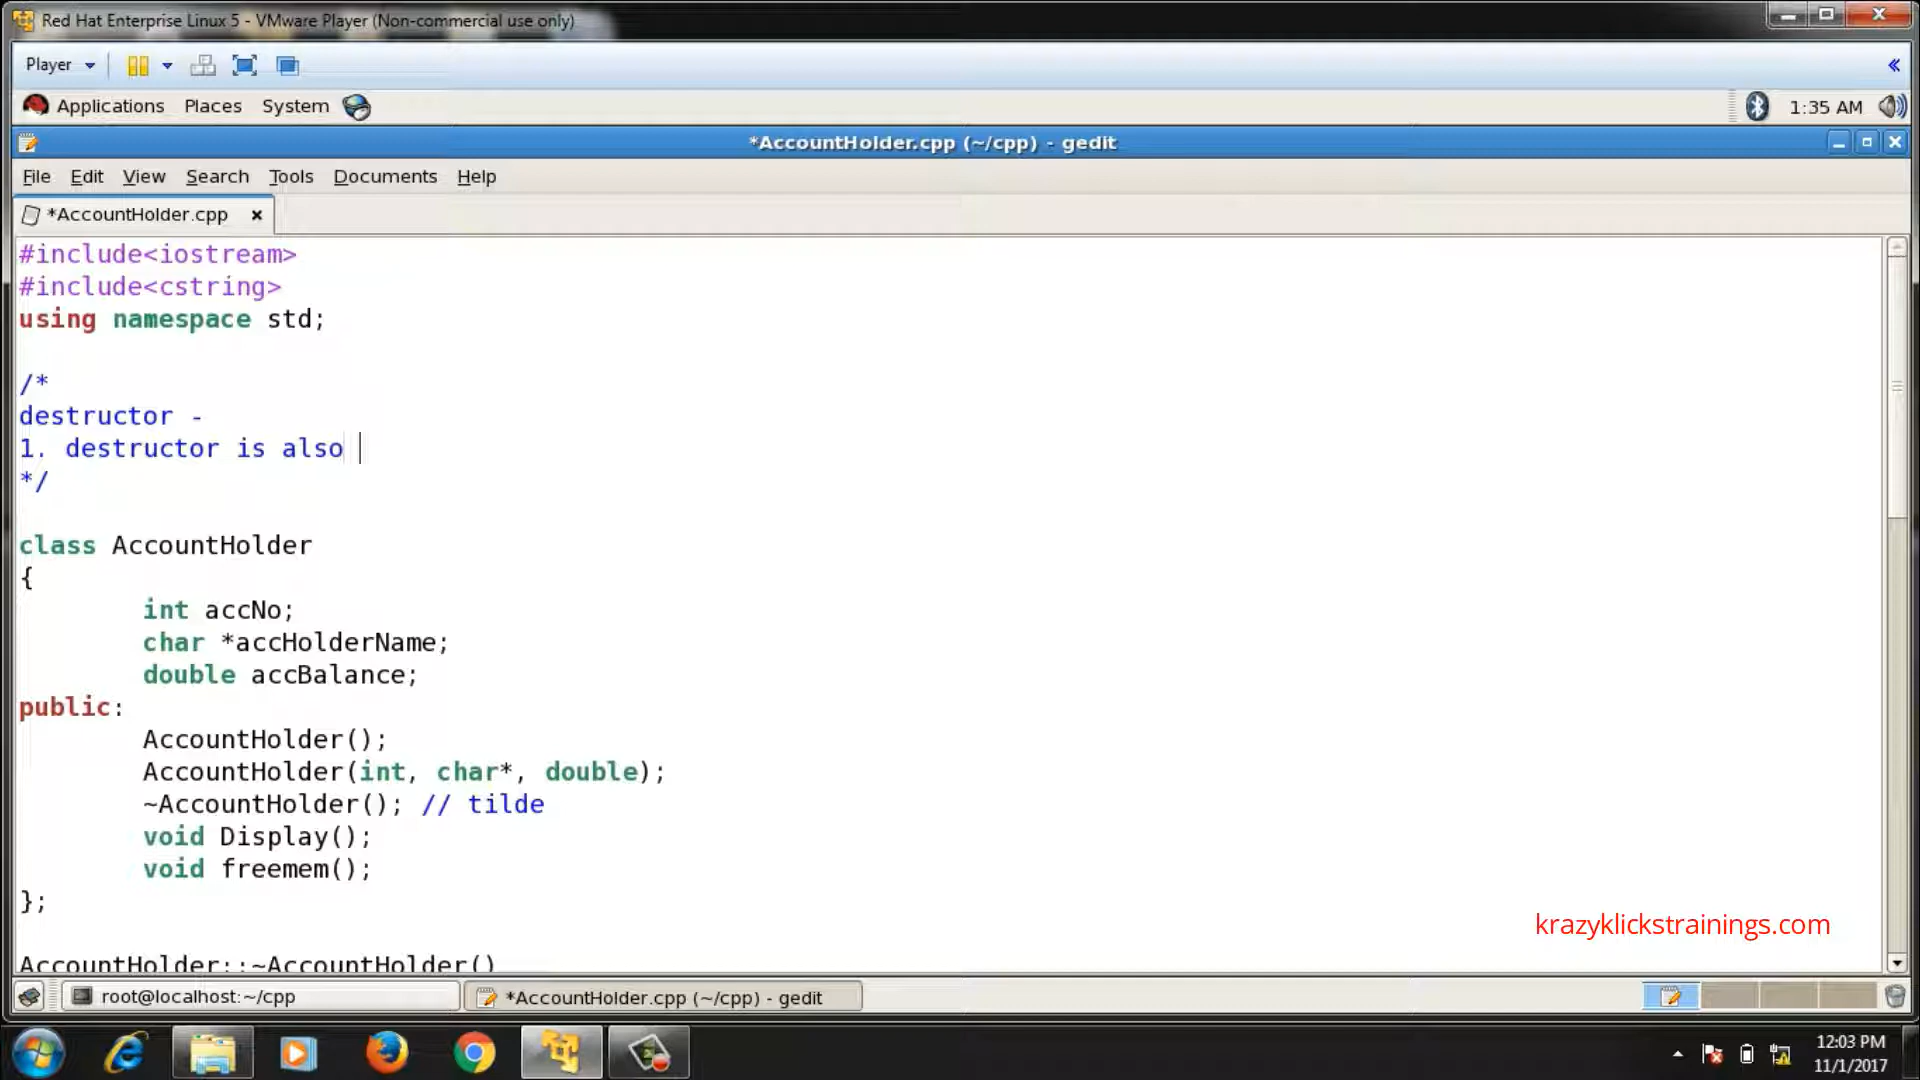 Red Hat Enterprise Linux 5 - VMware Player (Non-commercial use only)
Player
Applications Places System
1:35 AM
*AccountHolder.cpp (~/cpp) - gedit
File Edit View Search Tools Documents Help
*AccountHolder.cpp
#include<iostream>
#include<cstring>
using namespace std;
/*
destructor -
1. destructor is also
*/
class AccountHolder
{
int accNo;
char *accHolderName;
double accBalance;
public:
AccountHolder();
AccountHolder(int, char*, double);
~AccountHolder(); // tilde
void Display();
void freemem();
};
krazyklickstrainings.com
AccountHolder::~AccountHolder()
root@localhost:~/cpp
*AccountHolder.cpp (~/cpp) - gedit
12:03 PM
11/1/2017